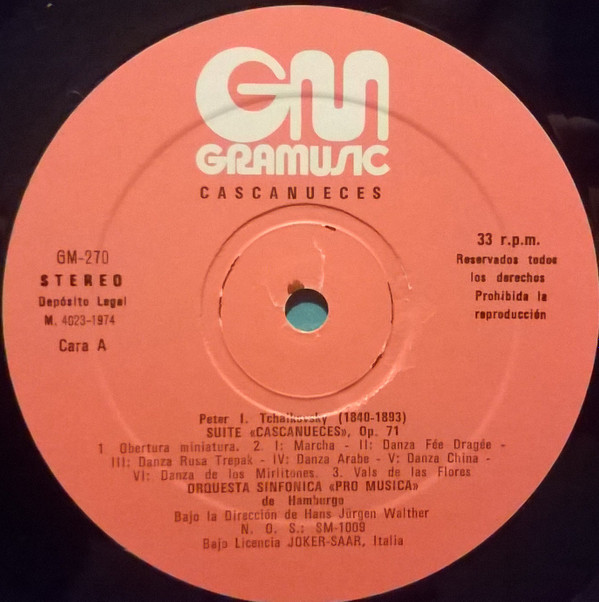 GM
GRAMUSIC
CASCANUECES
GM-270
STEREO
Depósito Legal
M. 4023-1974
Cara A
33 r.p.m.
Reservados todos
los derechos
Prohibida la
reproducción
Peter I. Tchaikovsky (1840-1893)
SUITE «CASCANUECES», Op. 71
1 Obertura miniatura. 2. I: Marcha - II: Danza Fée Dragée -
III: Danza Rusa Trepak - IV: Danza Arabe - V: Danza China -
VI: Danza de los Mirlitones. 3. Vals de las Flores
ORQUESTA SINFONICA «PRO MUSICA»
de Hamburgo
Bajo la Dirección de Hans Jürgen Walther
N. O. S.: SM-1009
Bajo Licencia JOKER-SAAR, Italia